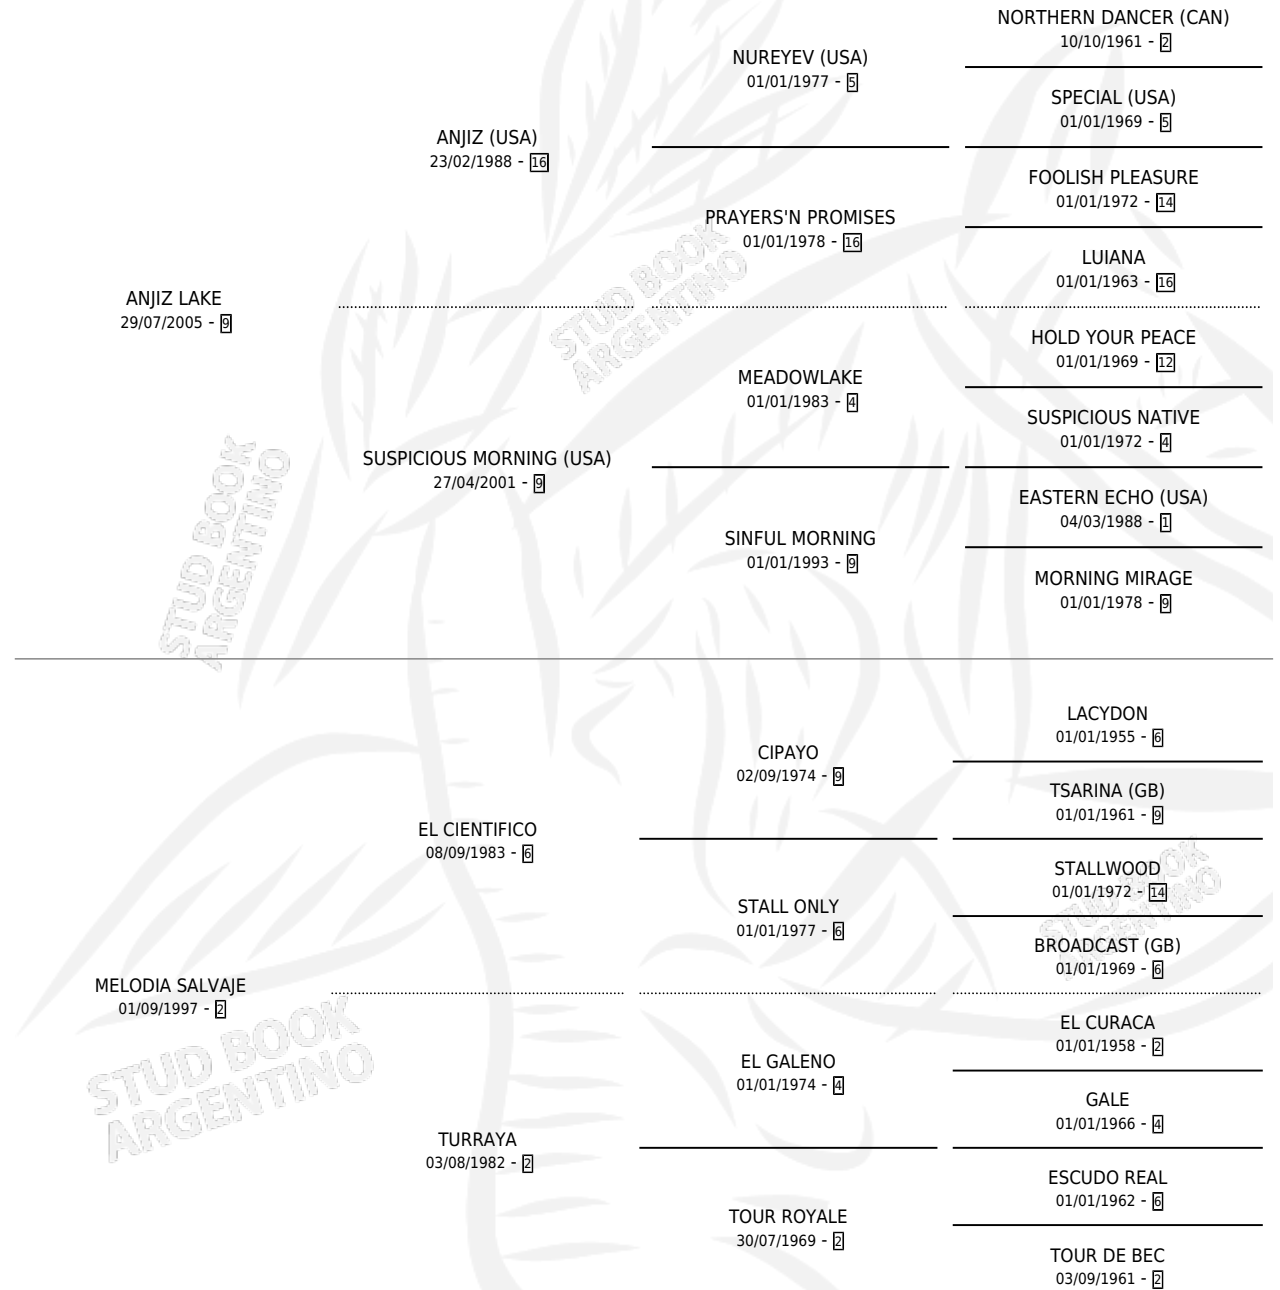 NORTHERN DANCER (CAN)
10/10/1961 - 2
NUREYEV (USA)
01/01/1977 - 5
SPECIAL (USA)
01/01/1969 - 5
ANJIZ (USA)
23/02/1988 - 16
FOOLISH PLEASURE
01/01/1972 - 14
PRAYERS'N PROMISES
01/01/1978 - 16
LUIANA
01/01/1963 - 16
ANJIZ LAKE
29/07/2005 - 9
STUD BOOK
ARGENTINO
HOLD YOUR PEACE
01/01/1969 - 12
MEADOWLAKE
01/01/1983 - 4
SUSPICIOUS NATIVE
01/01/1972 - 4
SUSPICIOUS MORNING (USA)
27/04/2001 - 9
EASTERN ECHO (USA)
04/03/1988 - 1
SINFUL MORNING
01/01/1993 - 9
MORNING MIRAGE
01/01/1978 - 9
STUD BOOK
ARGENTINO
LACYDON
01/01/1955 - 6
CIPAYO
02/09/1974 - 9
TSARINA (GB)
01/01/1961 - 9
EL CIENTIFICO
08/09/1983 - 6
STALLWOOD
01/01/1972 - 14
STALL ONLY
01/01/1977 - 6
BROADCAST (GB)
01/01/1969 - 6
STUD BOOK
ARGENTINO
MELODIA SALVAJE
01/09/1997 - 2
EL CURACA
01/01/1958 - 2
EL GALENO
01/01/1974 - 4
GALE
01/01/1966 - 4
STUD BOOK
ARGENTINO
TURRAYA
03/08/1982 - 2
ESCUDO REAL
01/01/1962 - 6
TOUR ROYALE
30/07/1969 - 2
TOUR DE BEC
03/09/1961 - 2